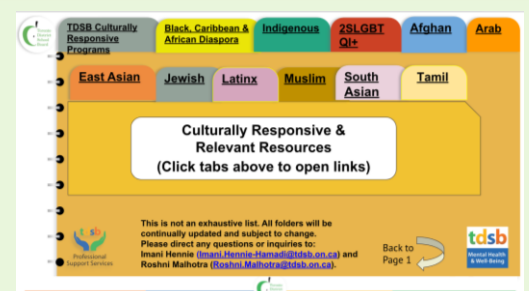 TDSB Culturally
Responsive
Programs
Black, Caribbean &
African Diaspora
Indigenous
2SLGBT
QI+
Afghan
Arab
East Asian
Jewish
Latinx
Muslim
South
Asian
Tamil
Culturally Responsive &
Relevant Resources
(Click tabs above to open links)
This is not an exhaustive list. All folders will be
continually updated and subject to change.
Please direct any questions or inquiries to:
Imani Hennie (Imani.Hennie-Hamadi@tdsb.on.ca) and
Roshni Malhotra (Roshni.Malhotra@tdsb.on.ca).
tdsb
Professional
Support Services
Back to
Page 1
tdsb
Mental Health
& Well-Being